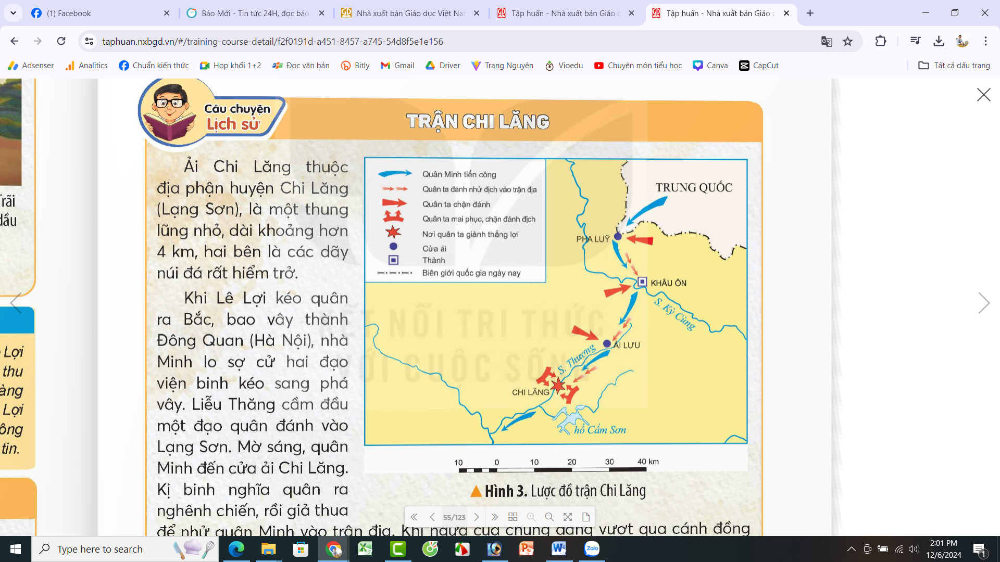 (1) Facebook
Báo Mới - Tin tức 24H, đọc báo
Nhà xuất bản Giáo dục Việt Nar
Tập huấn - Nhà xuất bản Giáo d
Tập huấn - Nhà xuất bản Giáo d
taphuan.nxbgd.vn/#/training-course-detail/f2f0191d-a451-8457-a745-54d8f5e1e156
Adsenser
Analitics
Chuẩn kiến thức
Họp khối 1+2
Đọc văn bản
Bitly
Gmail
Driver
Trạng Nguyên
Vioedu
Chuyên môn tiểu học
Canva
CapCut
Tất cả dấu trang
Câu chuyện
Lịch sử
TRẬN CHI LĂNG
Ải Chi Lăng thuộc
địa phận huyện Chi Lăng
(Lạng Sơn), là một thung
lũng nhỏ, dài khoảng hơn
4 km, hai bên là các dãy
núi đá rất hiểm trở.
Khi Lê Lợi kéo quân
ra Bắc, bao vây thành
Đông Quan (Hà Nội), nhà
Minh lo sợ cử hai đạo
viện binh kéo sang phá
vây. Liễu Thăng cầm đầu
một đạo quân đánh vào
Lạng Sơn. Mờ sáng, quân
Minh đến cửa ải Chi Lăng.
Kị binh nghĩa quân ra
nghênh chiến, rồi giả thua
để nhử quân Minh vào trận địa. Khi ngựa của chúng đang vượt qua cánh đồng
Quân Minh tiến công
Quân ta đánh nhử địch vào trận địa
Quân ta chặn đánh
Quân ta mai phục, chặn đánh địch
Nơi quân ta giành thắng lợi
Cửa ải
Thành
Biên giới quốc gia ngày nay
TRUNG QUỐC
PHA LUỸ
KHÂU ÔN
S. Kỳ Cùng
ẢI LƯU
S. Thương
CHI LĂNG
hồ Cấm Sơn
KẾT NỐI TRI THỨC
VỚI CUỘC SỐNG
10 0 10 20 30 40 km
Hình 3. Lược đồ trận Chi Lăng
55/123
Trãi
đầu
Lợi
thu
àng
Lợi
ông
tin.
Type here to search
Zalo
2:01 PM
12/6/2024
1